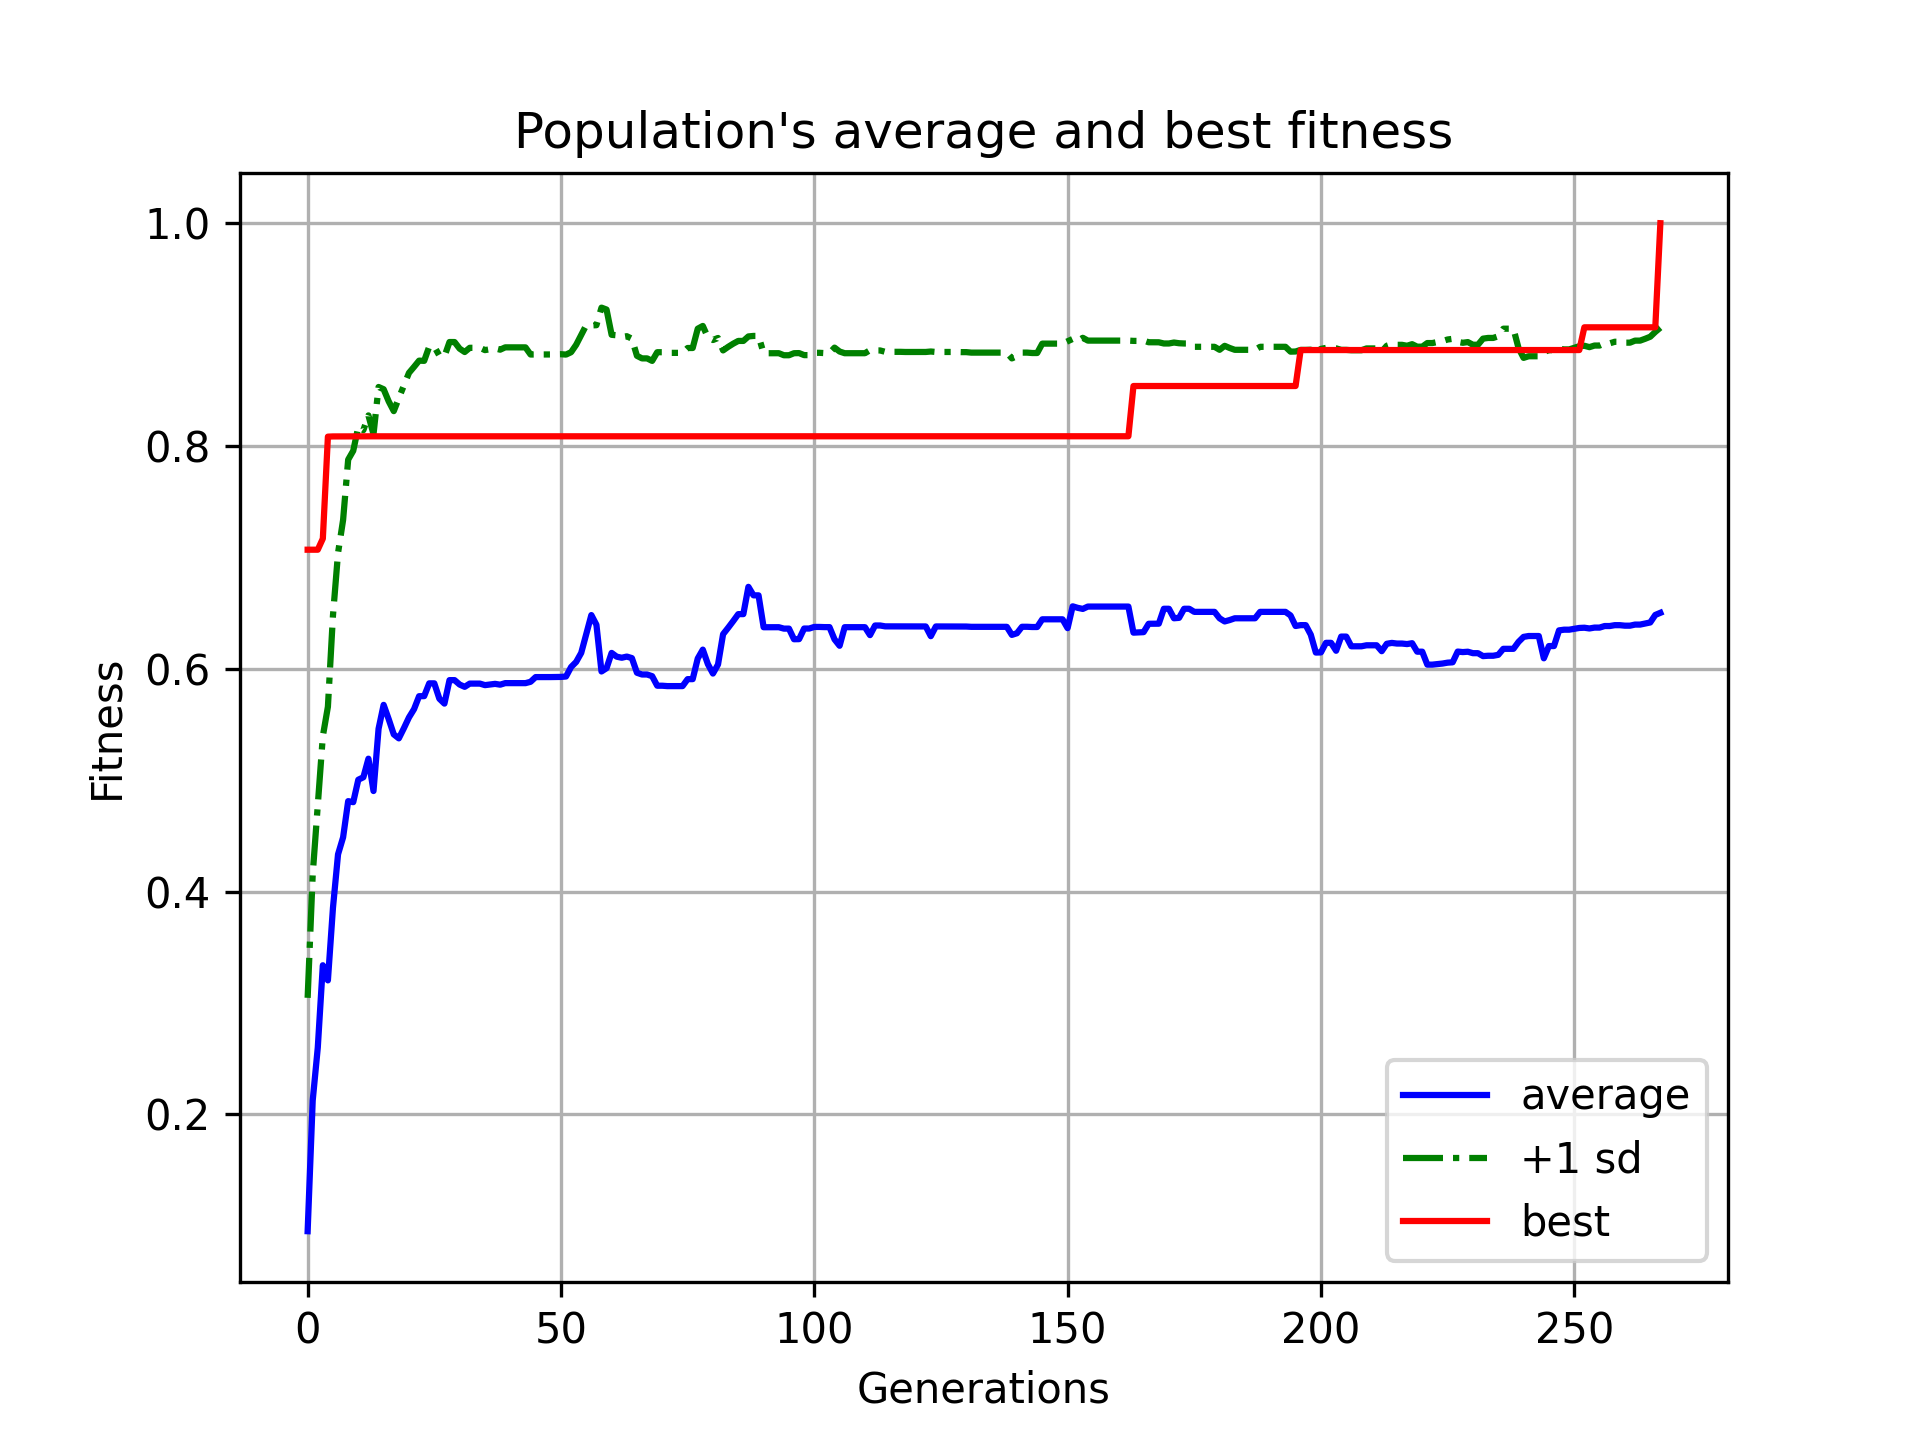 Population's average and best fitness
1.0
0.8
0.6
0.4
0.2
Fitness
0 50 100 150 200 250
Generations
average
+1 sd
best